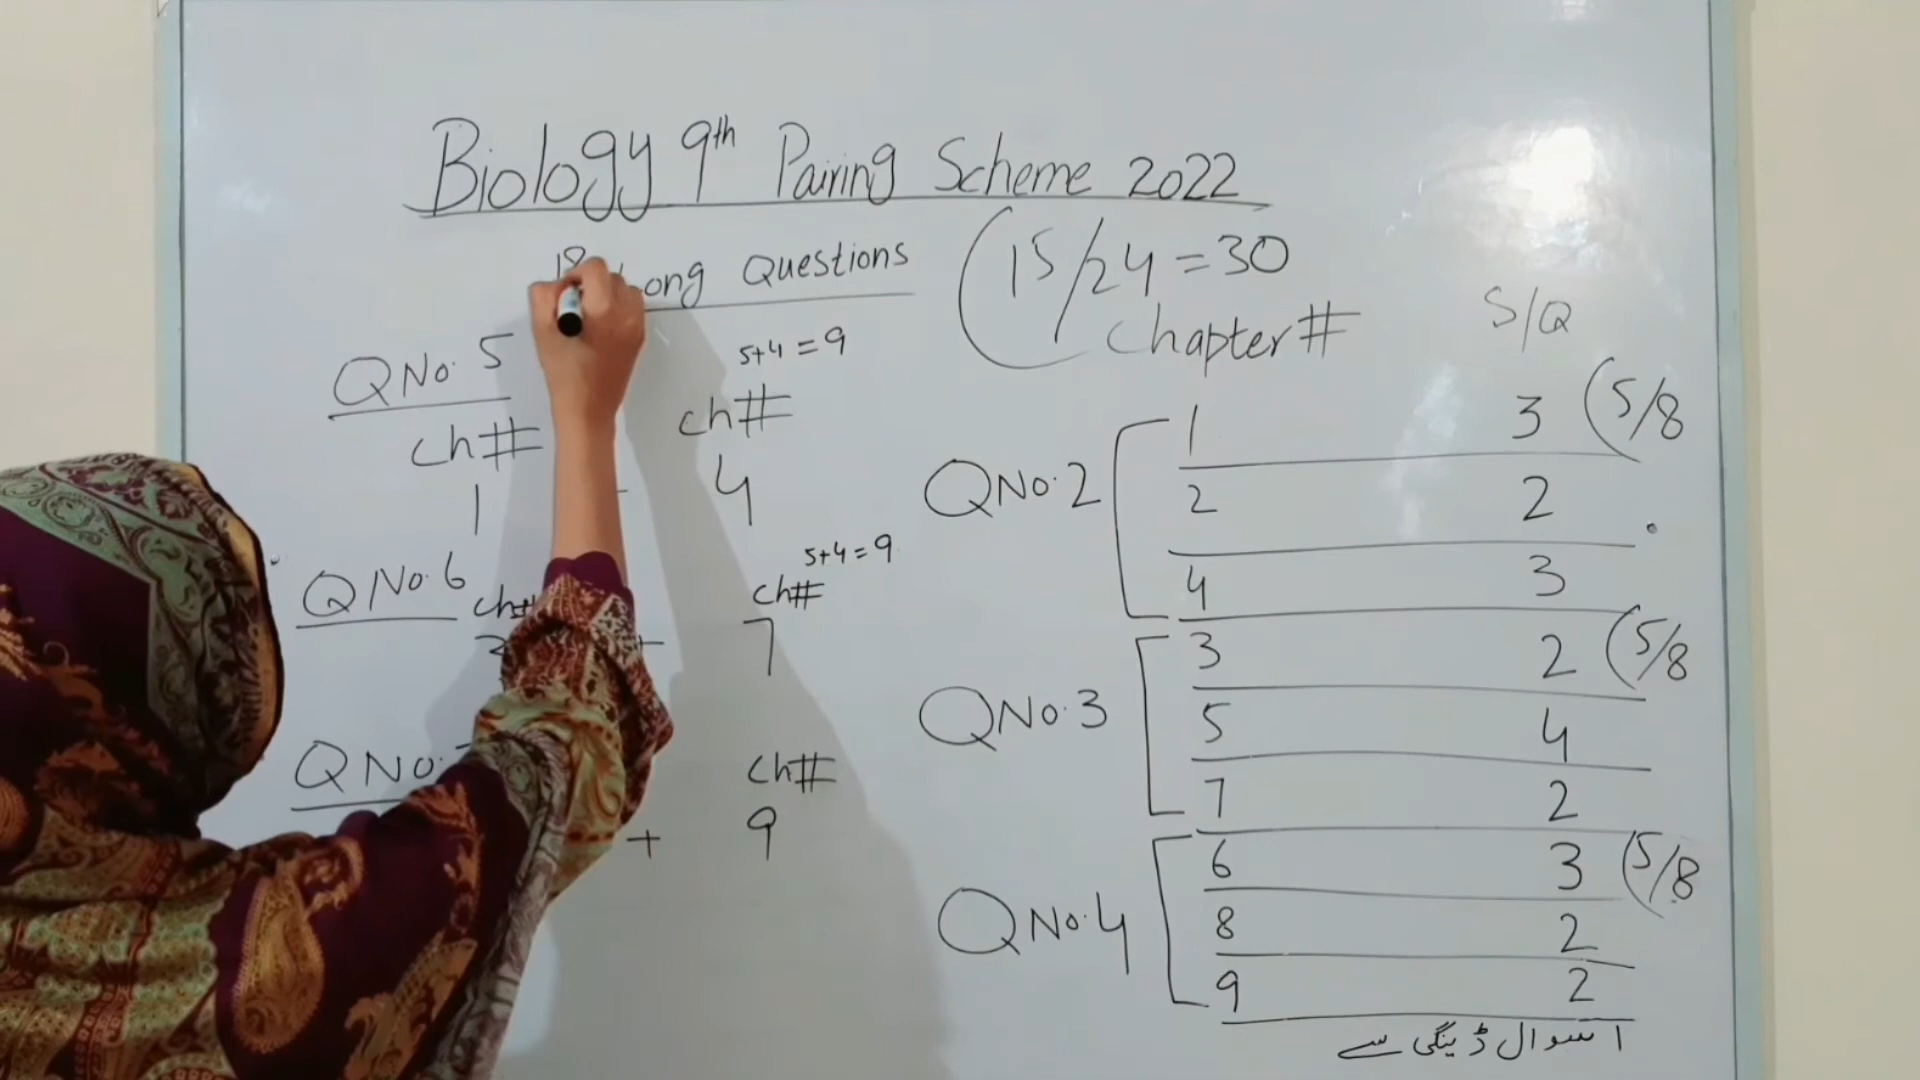 Biology 9th Pairing Scheme 2022
18 Long Questions
QNo. 5
5+4=9
ch# ch#
1 4
QNo. 6
5+4=9
ch# ch#
+ 7
QNo.
ch#
+ 9
(15/24=30
Chapter# S/Q
QNo. 2
1 3 (5/8
2 2
4 3
QNo. 3
3 2 (5/8
5 4
7 2
QNo. 4
6 3 (5/8
8 2
9 2
ا سوال ڈینگی سے